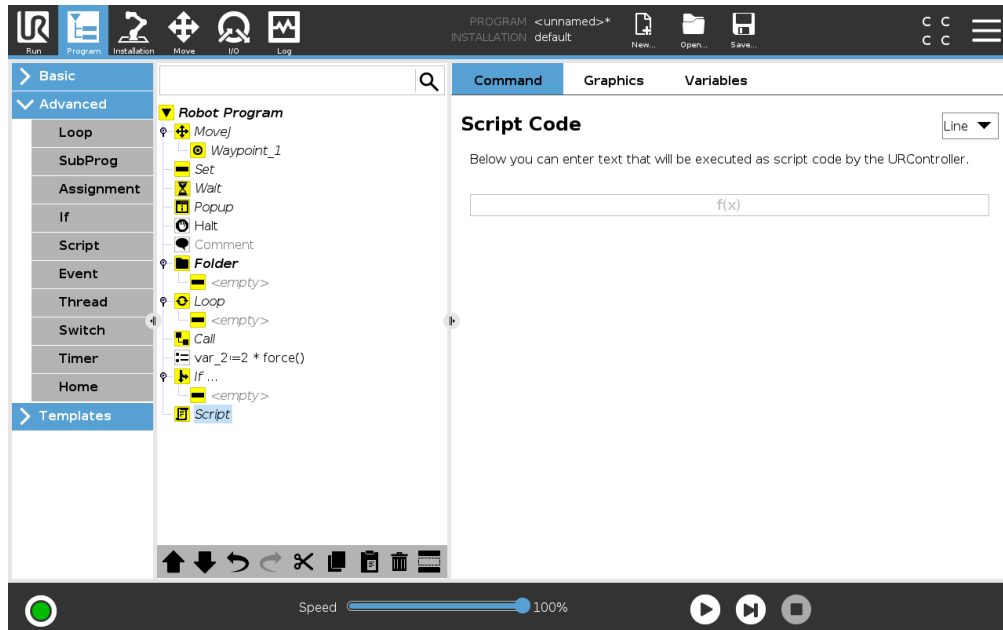 PROGRAM <unnamed>*
INSTALLATION default
Run Program Installation Move I/O Log New... Open... Save...
C C
C C
Basic
Advanced
Loop
SubProg
Assignment
If
Script
Event
Thread
Switch
Timer
Home
Templates
Robot Program
MoveJ
Waypoint_1
Set
Wait
Popup
Halt
Comment
Folder
<empty>
Loop
<empty>
Call
var_2:=2 * force()
If ...
<empty>
Script
Command Graphics Variables
Script Code
Line
Below you can enter text that will be executed as script code by the URController.
f(x)
Speed 100%